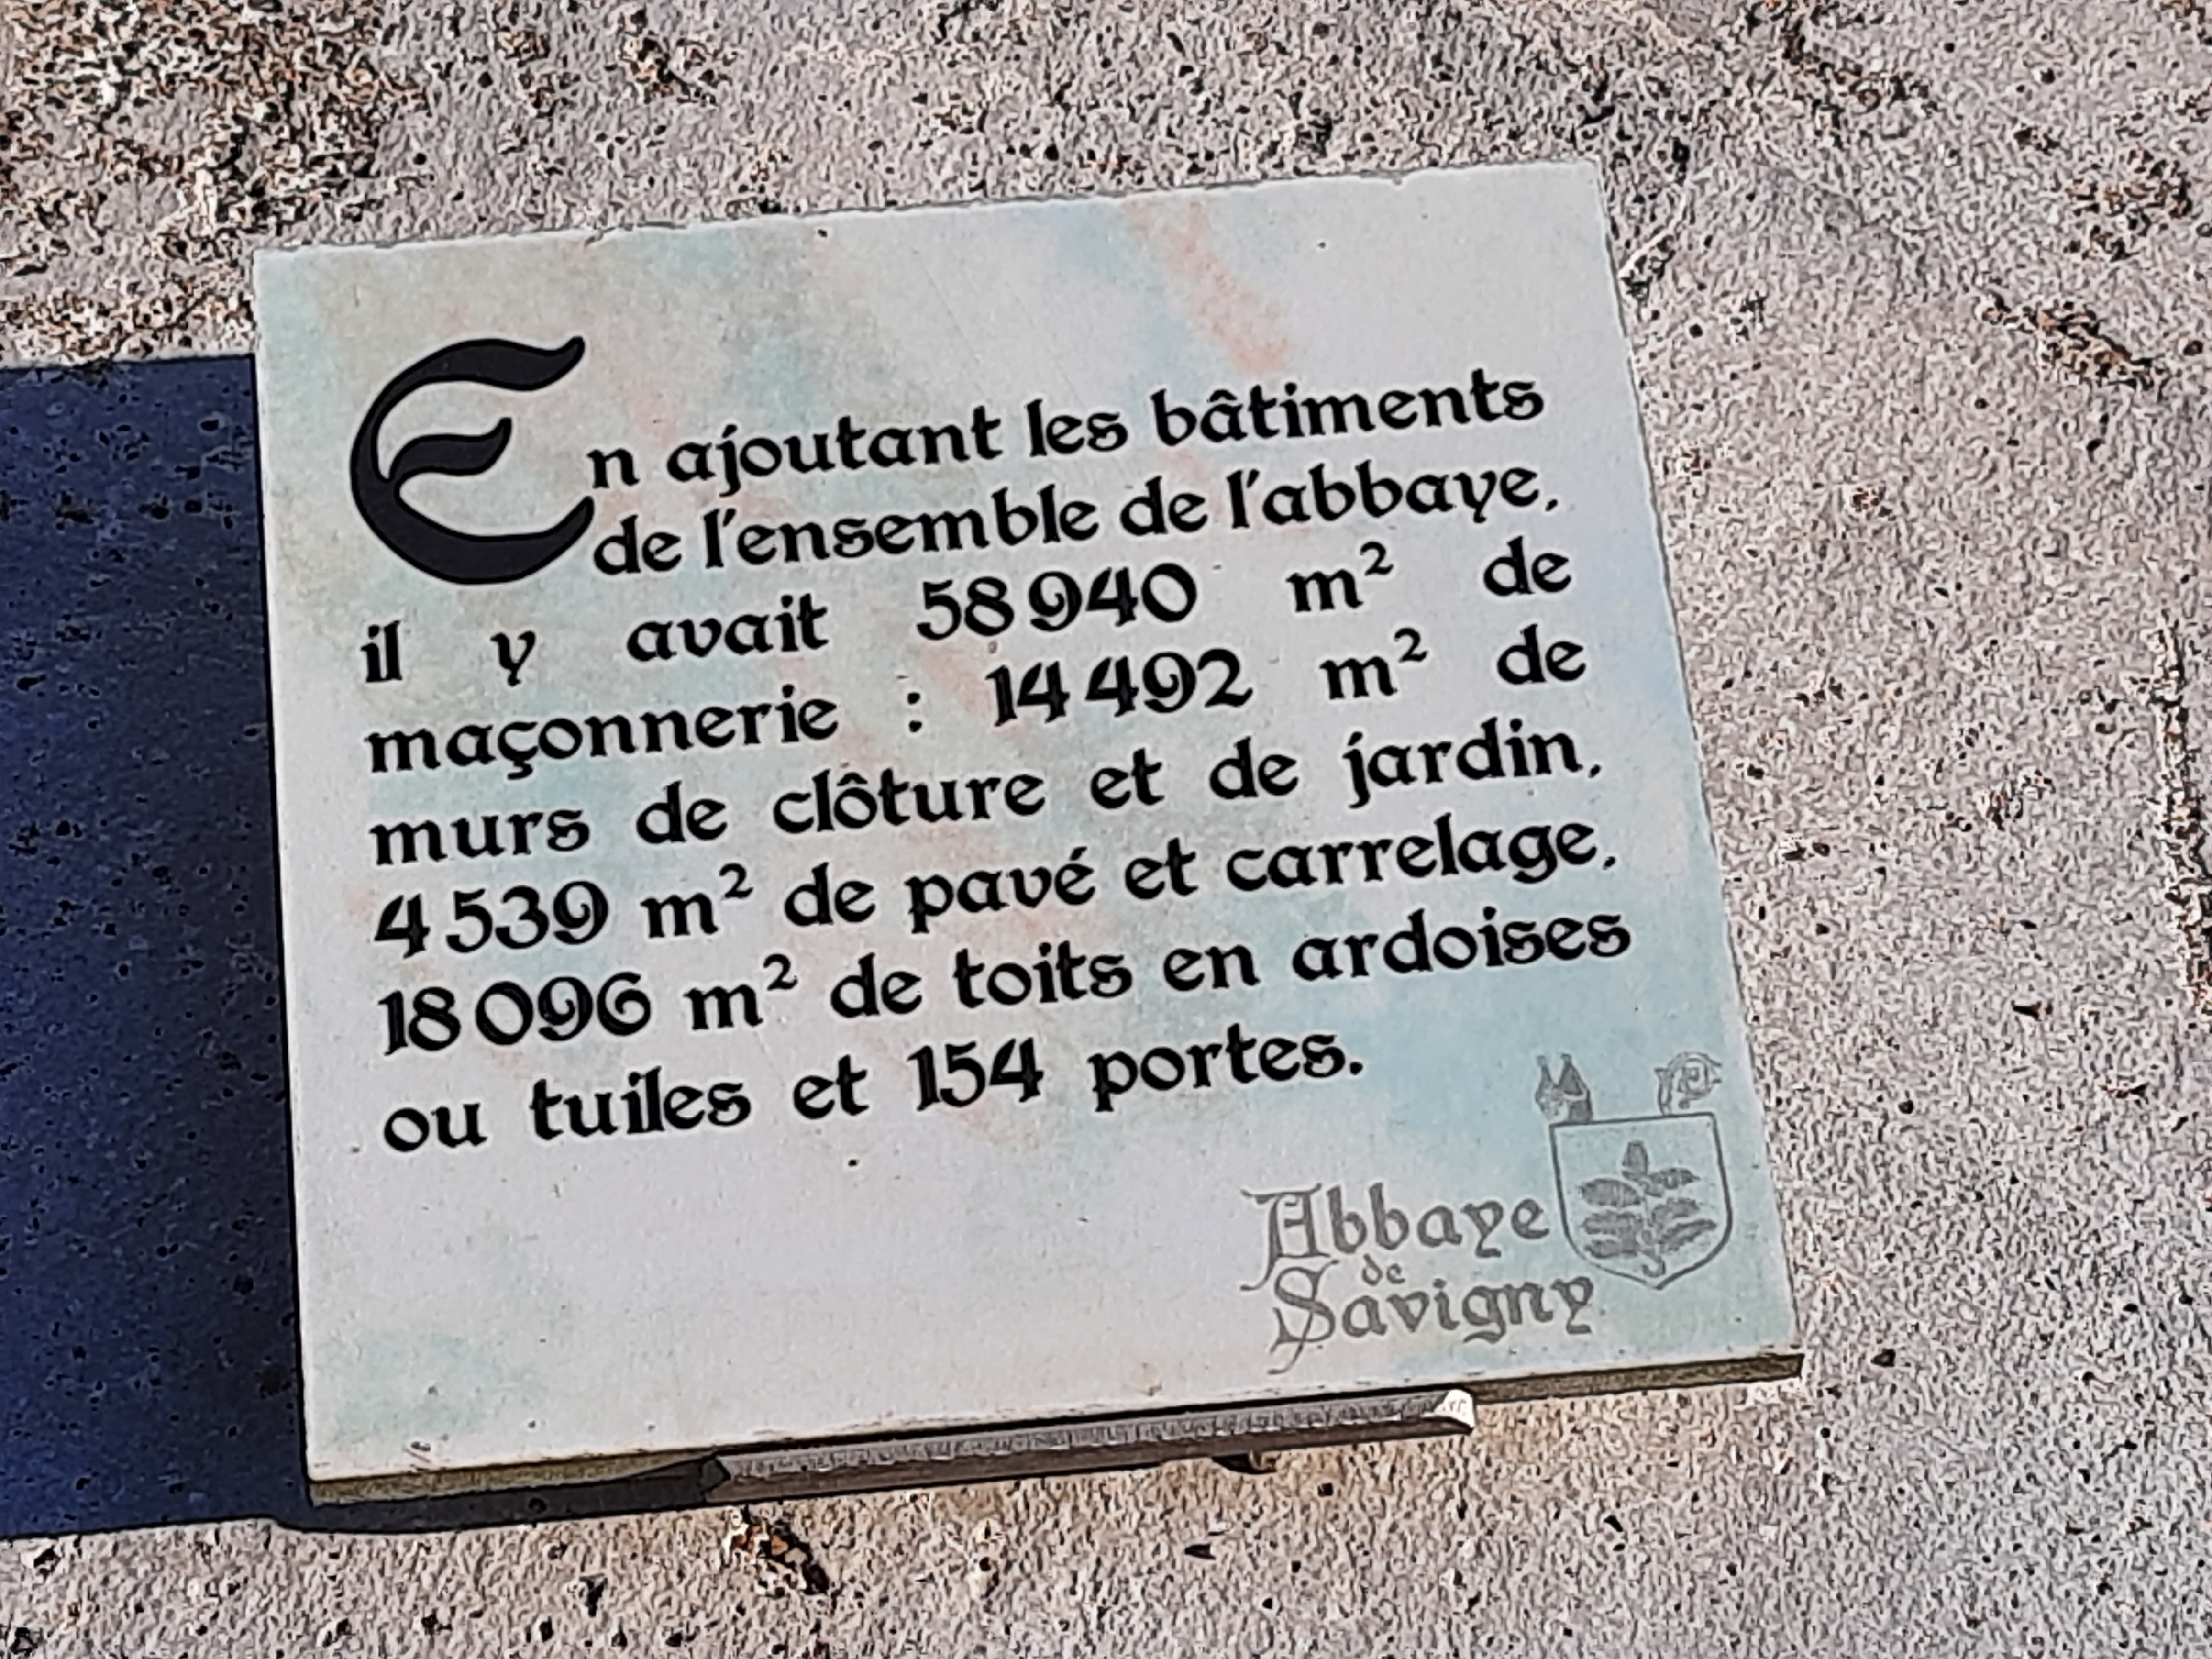 En ajoutant les bâtiments
de l'ensemble de l'abbaye,
il y avait 58 940 m² de
maçonnerie : 14 492 m² de
murs de clôture et de jardin,
4 539 m² de pavé et carrelage,
18 096 m² de toits en ardoises
ou tuiles et 154 portes.
Abbaye
de
Savigny